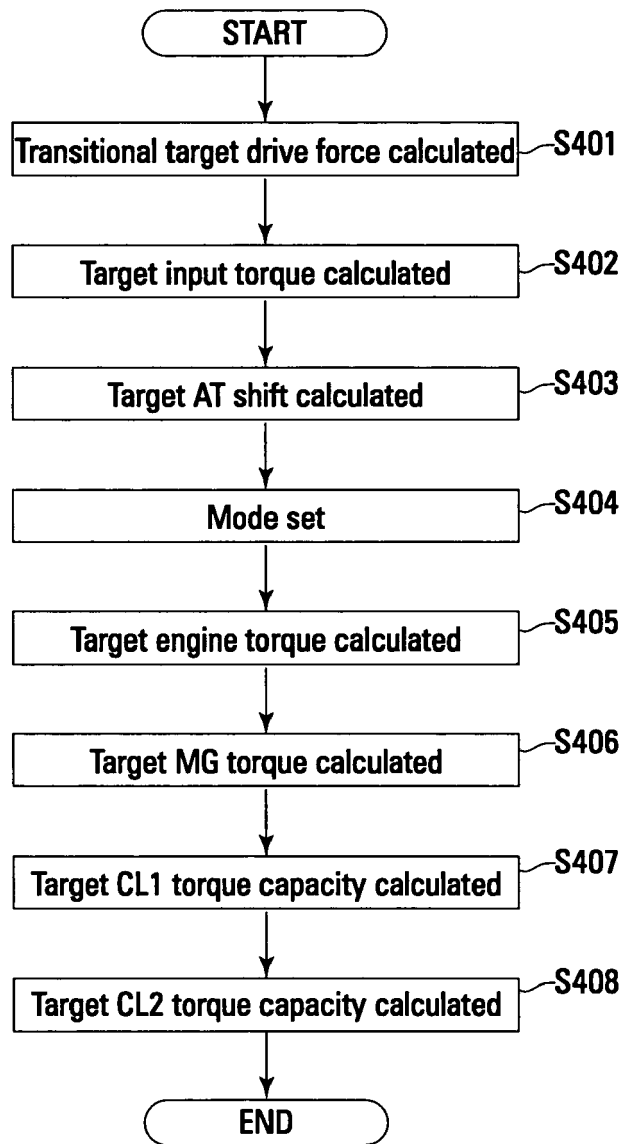 START
Transitional target drive force calculated
S401
Target input torque calculated
S402
Target AT shift calculated
S403
Mode set
S404
Target engine torque calculated
S405
Target MG torque calculated
S406
Target CL1 torque capacity calculated
S407
Target CL2 torque capacity calculated
S408
END